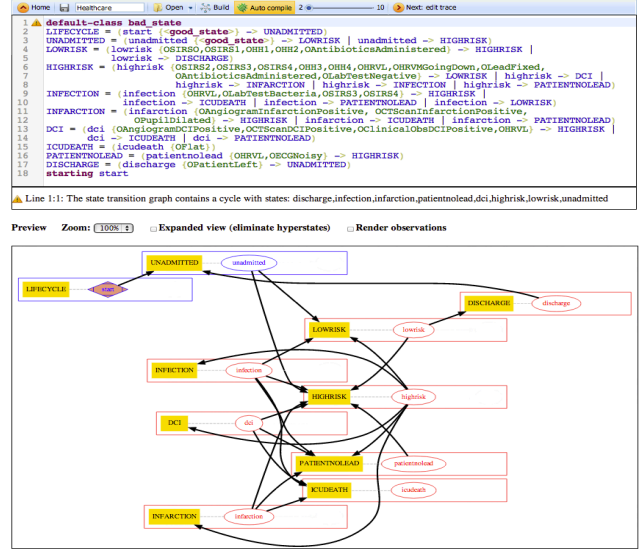 Home Healthcare Open Build Auto compile 2 10 Next: edit trace
1 default-class bad_state
2 LIFECYCLE = (start {<good_state>} -> UNADMITTED)
3 UNADMITTED = (unadmitted {<good_state>} -> LOWRISK | unadmitted -> HIGHRISK)
4 LOWRISK = (lowrisk {OSIRSO,OSIRS1,OHH1,OHH2,OAntibioticsAdministered} -> HIGHRISK |
5 lowrisk -> DISCHARGE)
6 HIGHRISK = (highrisk {OSIRS2,OSIRS3,OSIRS4,OHH3,OHH4,OHRVL,OHRVMGoingDown,OLeadFixed,
7 OAntibioticsAdministered,OLabTestNegative} -> LOWRISK | highrisk -> DCI |
8 highrisk -> INFARCTION | highrisk -> INFECTION | highrisk -> PATIENTNOLEAD)
9 INFECTION = (infection {OHRVL,OLabTestBacteria,OSIRS3,OSIRS4} -> HIGHRISK |
10 infection -> ICUDEATH | infection -> PATIENTNOLEAD | infection -> LOWRISK)
11 INFARCTION = (infarction {OAngiogramInfarctionPositive, OCTScanInfarctionPositive,
12 OPupilDilated} -> HIGHRISK | infarction -> ICUDEATH | infarction -> PATIENTNOLEAD)
13 DCI = (dci {OAngiogramDCIPositive,OCTScanDCIPositive,OClinicalObsDCIPositive,OHRVL} -> HIGHRISK |
14 dci -> ICUDEATH | dci -> PATIENTNOLEAD)
15 ICUDEATH = (icudeath {OFlat})
16 PATIENTNOLEAD = (patientnolead {OHRVL,OECGNoisy} -> HIGHRISK)
17 DISCHARGE = (discharge {OPatientLeft} -> UNADMITTED)
18 starting start
Line 1:1: The state transition graph contains a cycle with states: discharge,infection,infarction,patientnolead,dci,highrisk,lowrisk,unadmitted
Preview Zoom: 100% Expanded view (eliminate hyperstates) Render observations
UNADMITTED unadmitted
LIFECYCLE start
DISCHARGE discharge
LOWRISK lowrisk
INFECTION infection
HIGHRISK highrisk
DCI dci
PATIENTNOLEAD patientnolead
ICUDEATH icudeath
INFARCTION infarction